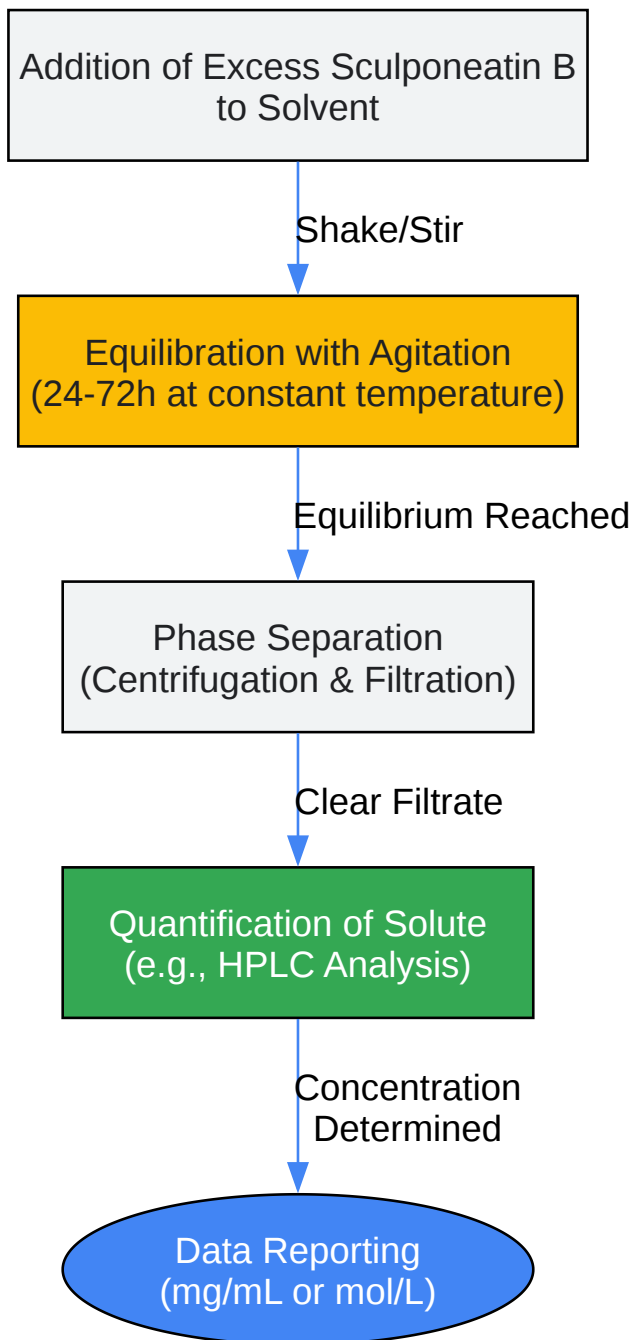 Addition of Excess Sculponeatin B
to Solvent
Shake/Stir
Equilibration with Agitation
(24-72h at constant temperature)
Equilibrium Reached
Phase Separation
(Centrifugation & Filtration)
Clear Filtrate
Quantification of Solute
(e.g., HPLC Analysis)
Concentration
Determined
Data Reporting
(mg/mL or mol/L)